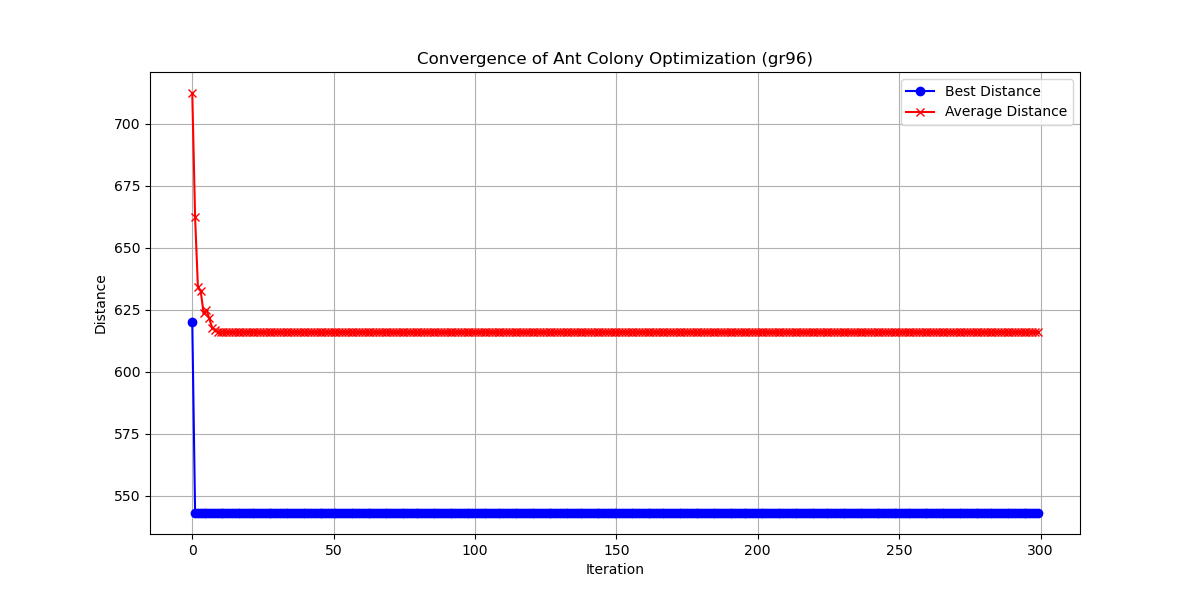 Convergence of Ant Colony Optimization (gr96)
Best Distance
Average Distance
700
675
650
625
600
575
550
Distance
0 50 100 150 200 250 300
Iteration